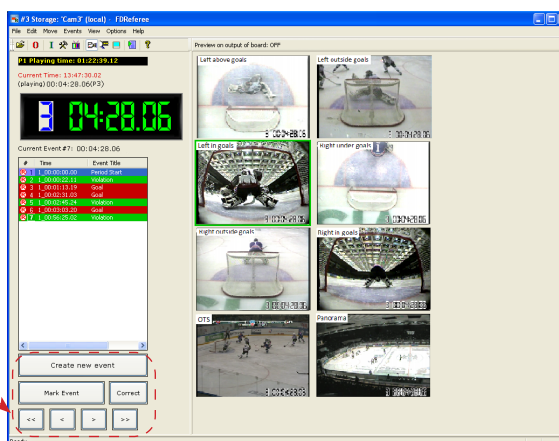 #3 Storage: 'Cam3' (local) - FDReferee
File Edit Move Events View Options Help
Preview on output of board: OFF
P1 Playing time: 01:22:39.12
Current Time: 13:47:30.02
(playing) 00:04:28.06(P3)
3 04:28.06
Current Event#7: 00:04:28.06
# Time Event Title
1 1_00:00:00.00 Period Start
2 1_00:00:22.11 Violation
3 1_00:01:13.19 Goal
4 1_00:02:31.03 Goal
5 1_00:02:45.24 Violation
6 1_00:03:03.20 Goal
7 1_00:56:25.02 Violation
Create new event
Mark Event Correct
<< < > >>
Left above goals
Left outside goals
Left in goals
Right under goals
Right outside goals
Right in goals
OTS
Panorama